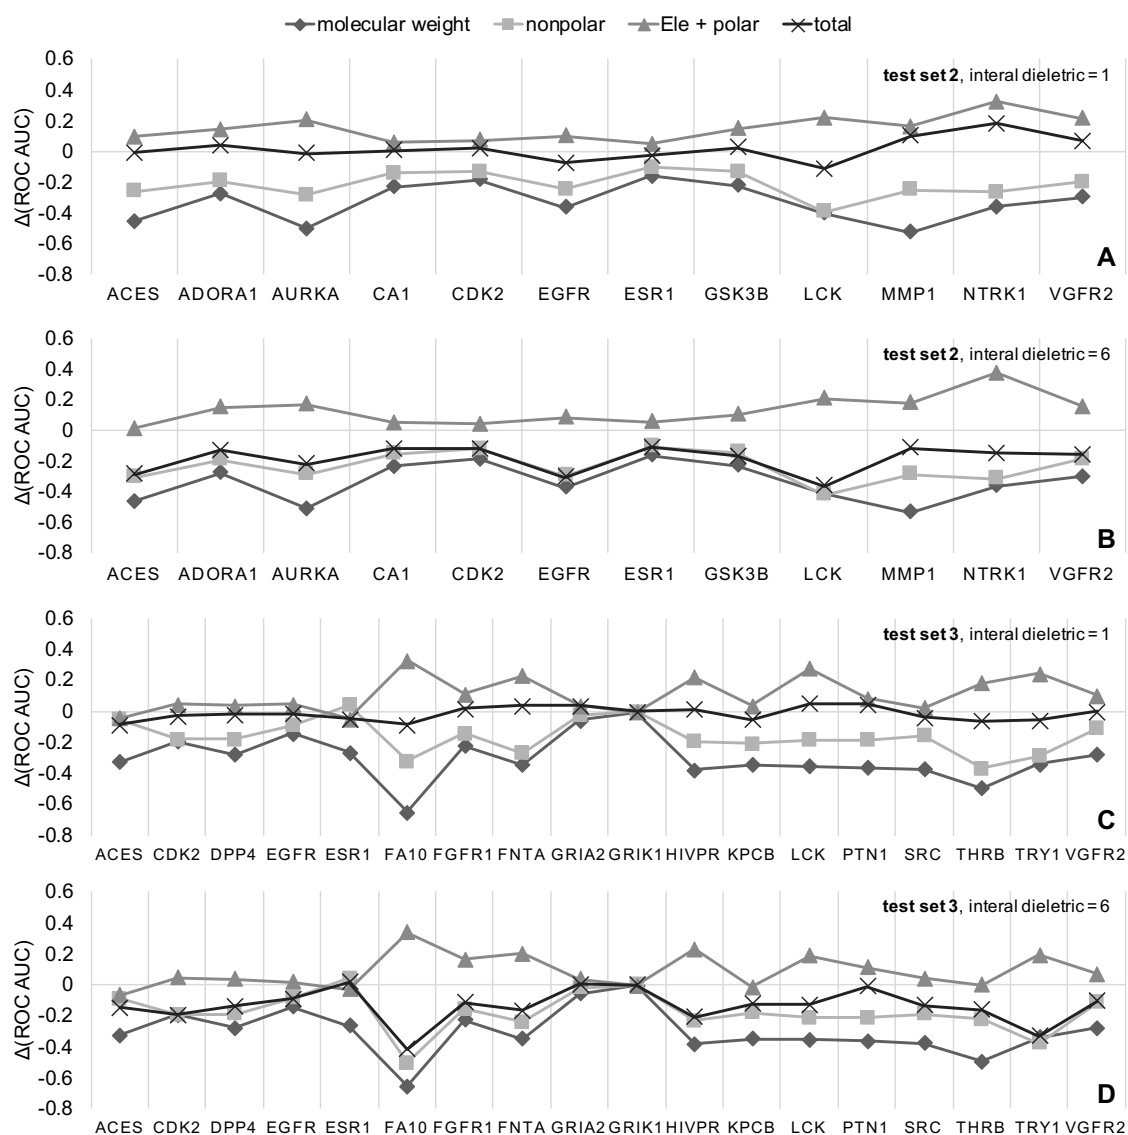 molecular weight nonpolar Ele + polar total
0.6
0.4
0.2
0
-0.2
-0.4
-0.6
-0.8
Δ(ROC AUC)
test set 2, interal dielectric = 1
A
ACES ADORA1 AURKA CA1 CDK2 EGFR ESR1 GSK3B LCK MMP1 NTRK1 VGFR2
0.6
0.4
0.2
0
-0.2
-0.4
-0.6
-0.8
Δ(ROC AUC)
test set 2, interal dielectric = 6
B
ACES ADORA1 AURKA CA1 CDK2 EGFR ESR1 GSK3B LCK MMP1 NTRK1 VGFR2
0.6
0.4
0.2
0
-0.2
-0.4
-0.6
-0.8
Δ(ROC AUC)
test set 3, interal dielectric = 1
C
ACES CDK2 DPP4 EGFR ESR1 FA10 FGFR1 FNTA GRIA2 GRIK1 HIVPR KPCB LCK PTN1 SRC THRB TRY1 VGFR2
0.6
0.4
0.2
0
-0.2
-0.4
-0.6
-0.8
Δ(ROC AUC)
test set 3, interal dielectric = 6
D
ACES CDK2 DPP4 EGFR ESR1 FA10 FGFR1 FNTA GRIA2 GRIK1 HIVPR KPCB LCK PTN1 SRC THRB TRY1 VGFR2